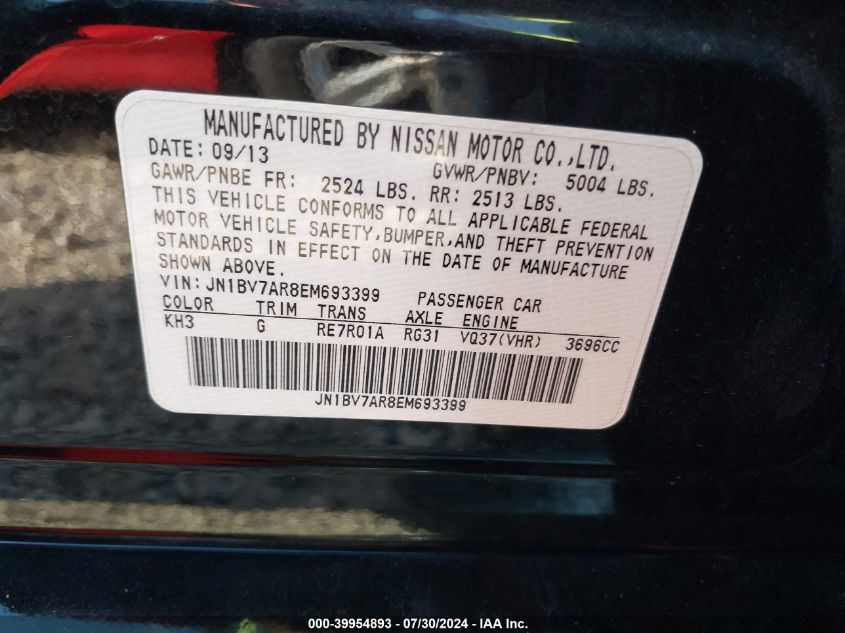 MANUFACTURED BY NISSAN MOTOR CO.,LTD.
DATE: 09/13 GVWR/PNBV: 5004 LBS.
GAWR/PNBE FR: 2524 LBS. RR: 2513 LBS.
THIS VEHICLE CONFORMS TO ALL APPLICABLE FEDERAL
MOTOR VEHICLE SAFETY,BUMPER,AND THEFT PREVENTION
STANDARDS IN EFFECT ON THE DATE OF MANUFACTURE
SHOWN ABOVE.
VIN:JN1BV7AR8EM693399 PASSENGER CAR
COLOR TRIM TRANS AXLE ENGINE
KH3 G RE7R01A RG31 VQ37(VHR) 3696CC
JN1BV7AR8EM693399
000-39954893 / 07/30/2024 - IAA Inc.